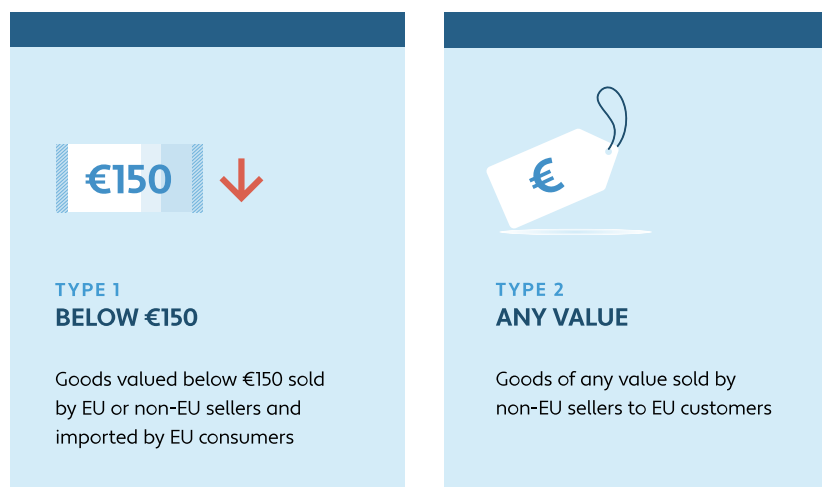 €150
TYPE 1
BELOW €150
Goods valued below €150 sold
by EU or non-EU sellers and
imported by EU consumers
€
TYPE 2
ANY VALUE
Goods of any value sold by
non-EU sellers to EU customers